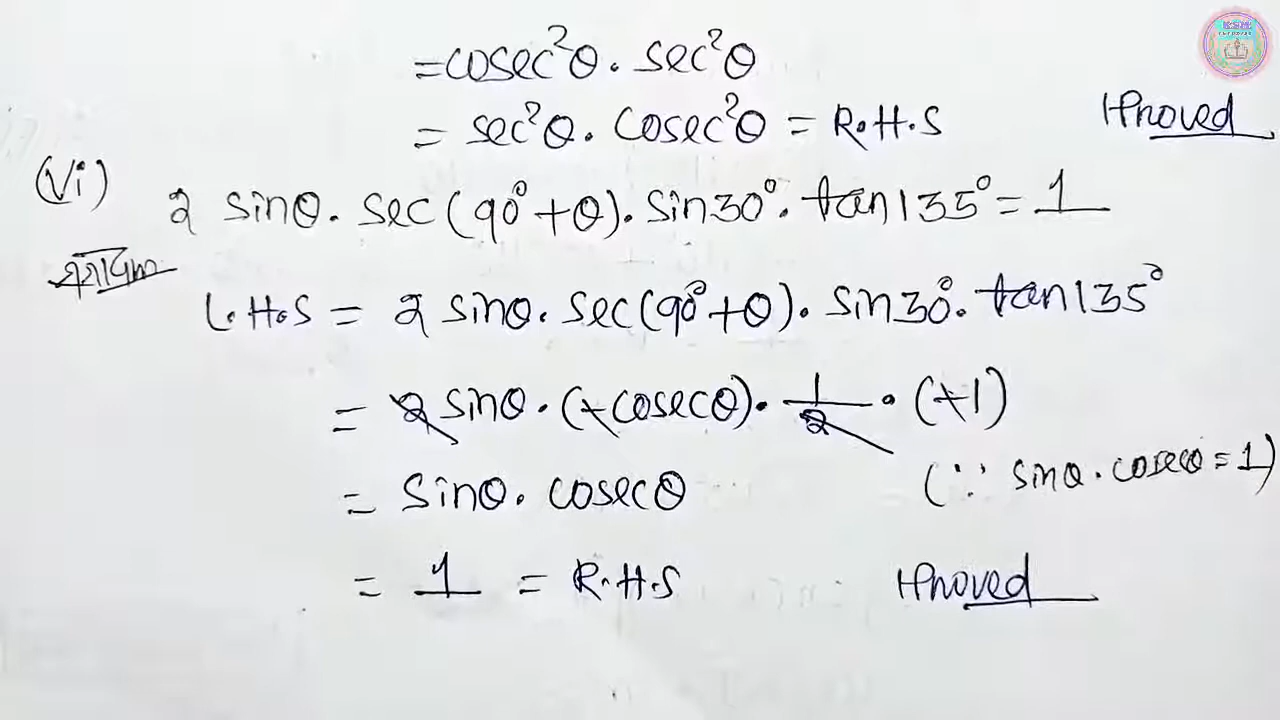 = cosec²θ . sec²θ
= sec²θ . cosec²θ = R.H.S Proved
(vi) 2 sinθ . sec(90° + θ) . sin30° . tan135° = 1
L.H.S = 2 sinθ . sec(90° + θ) . sin30° . tan135°
= 2 sinθ . (-cosecθ) . 1/2 . (-1)
= sinθ . cosecθ (∵ sinθ . cosecθ = 1)
= 1 = R.H.S Proved